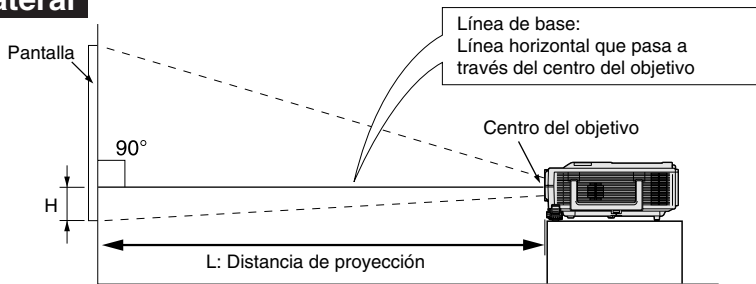 Línea de base:
Línea horizontal que pasa a
través del centro del objetivo
Pantalla
Centro del objetivo
90°
H
L: Distancia de proyección